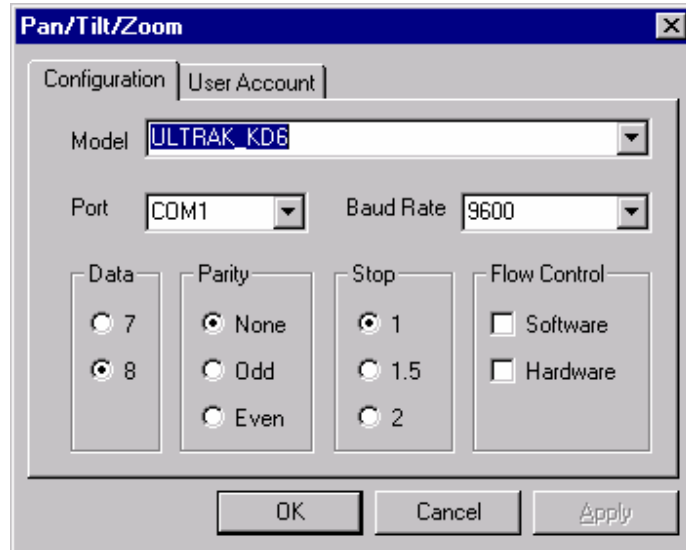 Pan/Tilt/Zoom
Configuration User Account
Model ULTRAK_KD6
Port COM1 Baud Rate 9600
Data Parity Stop Flow Control
7 None 1 Software
8 Odd 1.5 Hardware
Even 2
OK Cancel Apply